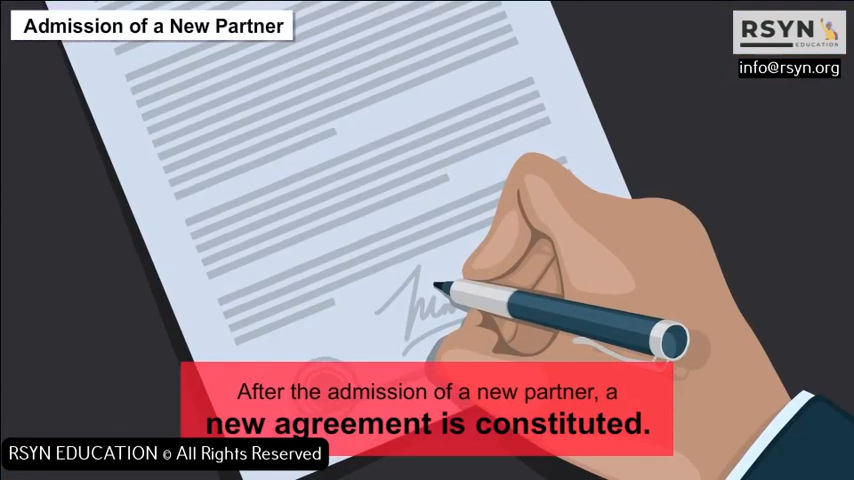 Admission of a New Partner
RSYN
EDUCATION
info@rsyn.org
After the admission of a new partner, a
new agreement is constituted.
RSYN EDUCATION © All Rights Reserved